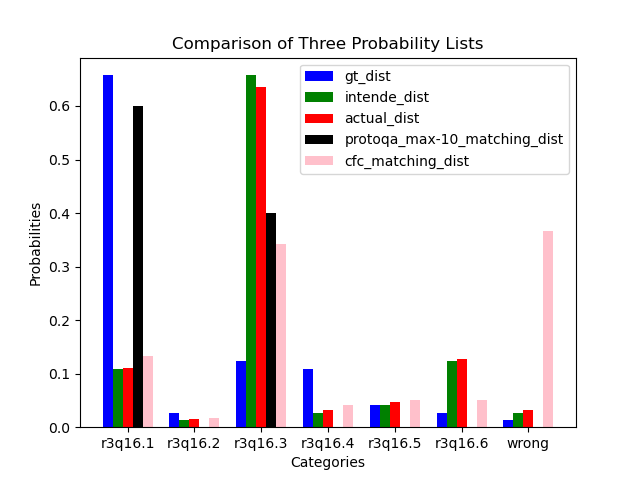 Comparison of Three Probability Lists
gt_dist
intende_dist
actual_dist
protoqa_max-10_matching_dist
cfc_matching_dist
Probabilities
0.6
0.5
0.4
0.3
0.2
0.1
0.0
r3q16.1 r3q16.2 r3q16.3 r3q16.4 r3q16.5 r3q16.6 wrong
Categories